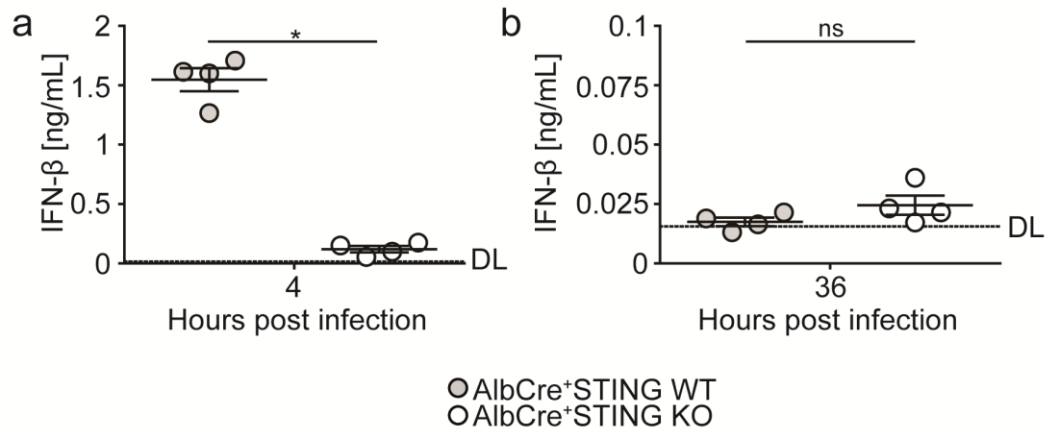 a
IFN-β [ng/mL]
2
1.5
1
0.5
0
*
DL
4
Hours post infection
b
IFN-β [ng/mL]
0.1
0.075
0.05
0.025
0
ns
DL
36
Hours post infection
AlbCre⁺STING WT
AlbCre⁺STING KO